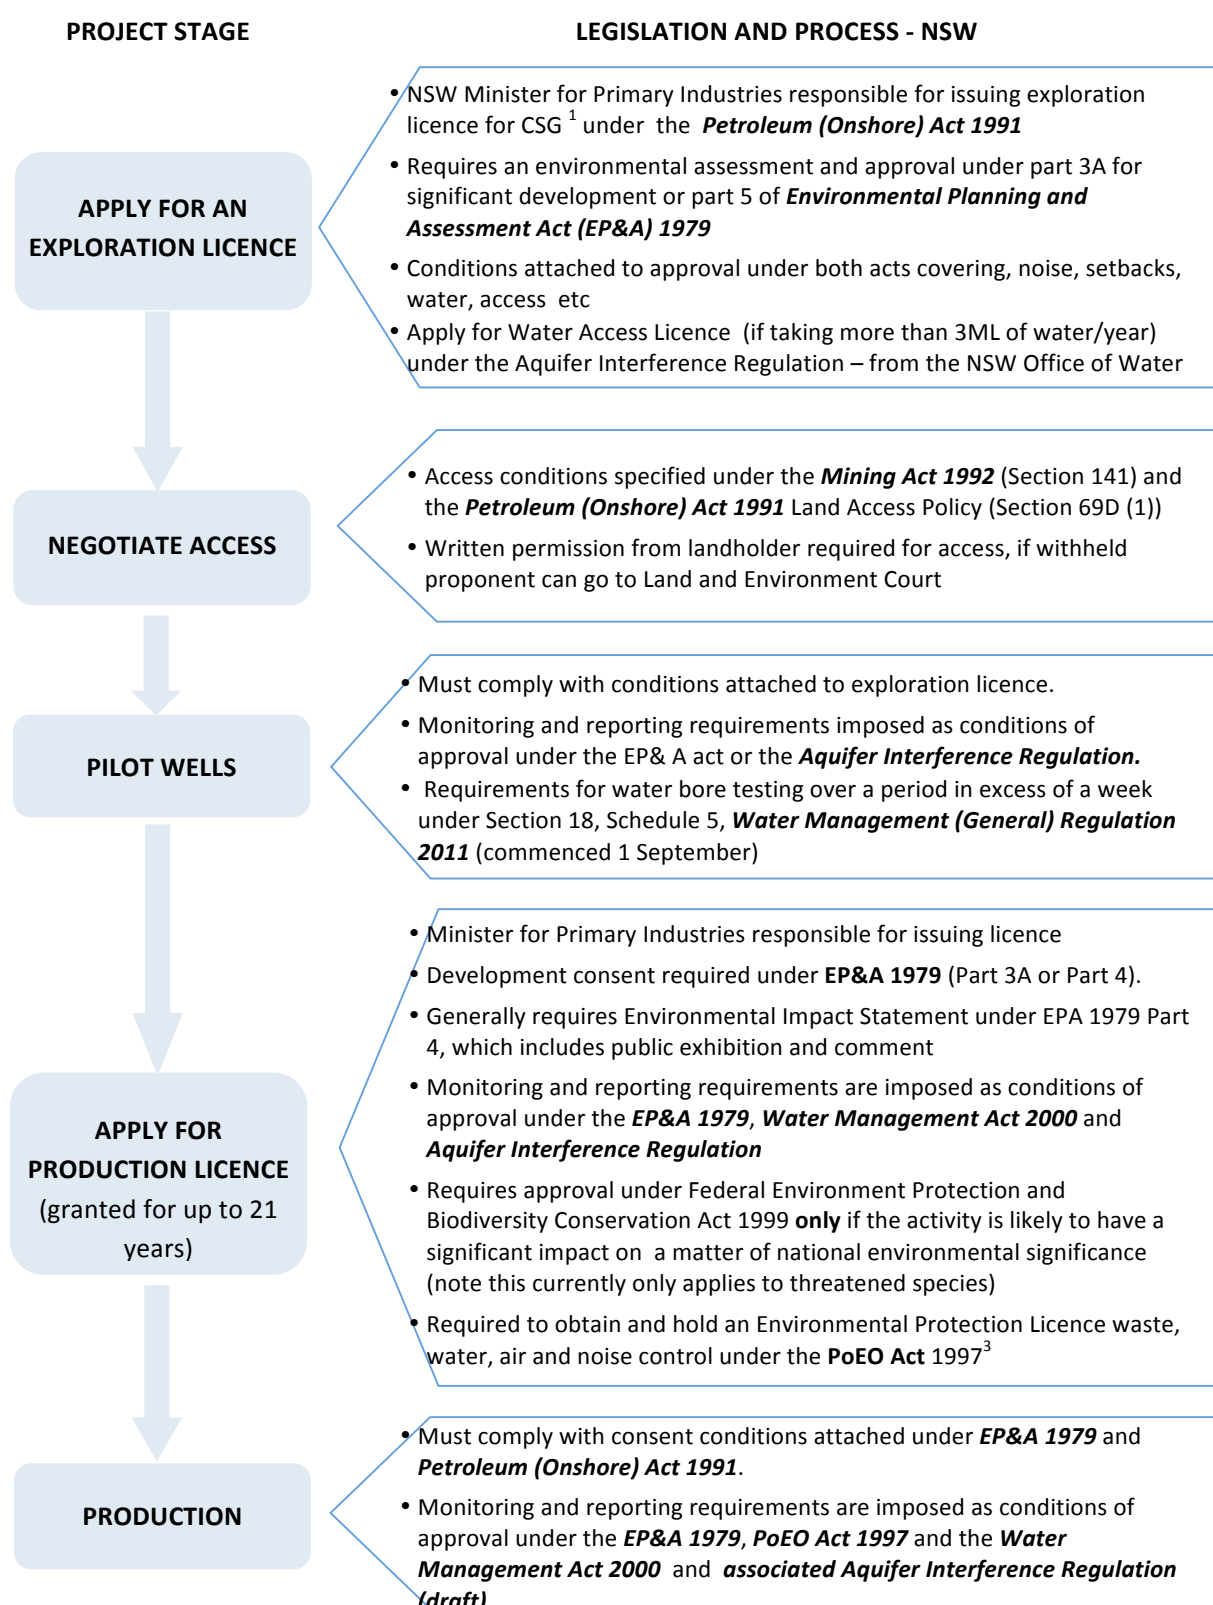 PROJECT STAGE
LEGISLATION AND PROCESS - NSW
APPLY FOR AN
EXPLORATION LICENCE
• NSW Minister for Primary Industries responsible for issuing exploration
licence for CSG 1 under the Petroleum (Onshore) Act 1991
• Requires an environmental assessment and approval under part 3A for
significant development or part 5 of Environmental Planning and
Assessment Act (EP&A) 1979
• Conditions attached to approval under both acts covering, noise, setbacks,
water, access etc
• Apply for Water Access Licence (if taking more than 3ML of water/year)
under the Aquifer Interference Regulation – from the NSW Office of Water
NEGOTIATE ACCESS
• Access conditions specified under the Mining Act 1992 (Section 141) and
the Petroleum (Onshore) Act 1991 Land Access Policy (Section 69D (1))
• Written permission from landholder required for access, if withheld
proponent can go to Land and Environment Court
PILOT WELLS
• Must comply with conditions attached to exploration licence.
• Monitoring and reporting requirements imposed as conditions of
approval under the EP& A act or the Aquifer Interference Regulation.
• Requirements for water bore testing over a period in excess of a week
under Section 18, Schedule 5, Water Management (General) Regulation
2011 (commenced 1 September)
APPLY FOR
PRODUCTION LICENCE
(granted for up to 21
years)
• Minister for Primary Industries responsible for issuing licence
• Development consent required under EP&A 1979 (Part 3A or Part 4).
• Generally requires Environmental Impact Statement under EPA 1979 Part
4, which includes public exhibition and comment
• Monitoring and reporting requirements are imposed as conditions of
approval under the EP&A 1979, Water Management Act 2000 and
Aquifer Interference Regulation
• Requires approval under Federal Environment Protection and
Biodiversity Conservation Act 1999 only if the activity is likely to have a
significant impact on a matter of national environmental significance
(note this currently only applies to threatened species)
• Required to obtain and hold an Environmental Protection Licence waste,
water, air and noise control under the PoEO Act 1997 3
PRODUCTION
• Must comply with consent conditions attached under EP&A 1979 and
Petroleum (Onshore) Act 1991.
• Monitoring and reporting requirements are imposed as conditions of
approval under the EP&A 1979, PoEO Act 1997 and the Water
Management Act 2000 and associated Aquifer Interference Regulation
(draft)